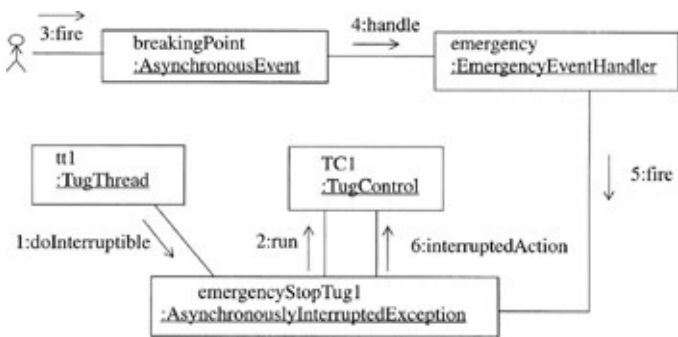 3:fire
4:handle
breakingPoint
:AsynchronousEvent
emergency
:EmergencyEventHandler
tt1
:TugThread
TC1
:TugControl
5:fire
1:doInterruptible
2:run
6:interruptedAction
emergencyStopTug1
:AsynchronouslyInterruptedException